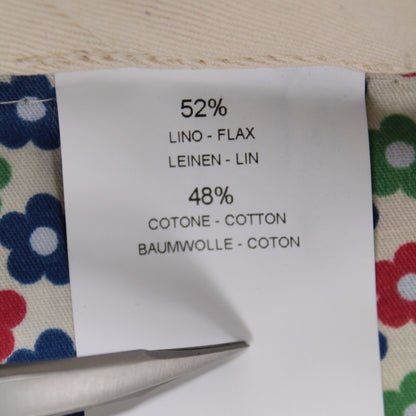 52%
LINO - FLAX
LEINEN - LIN
48%
COTONE - COTTON
BAUMWOLLE - COTON